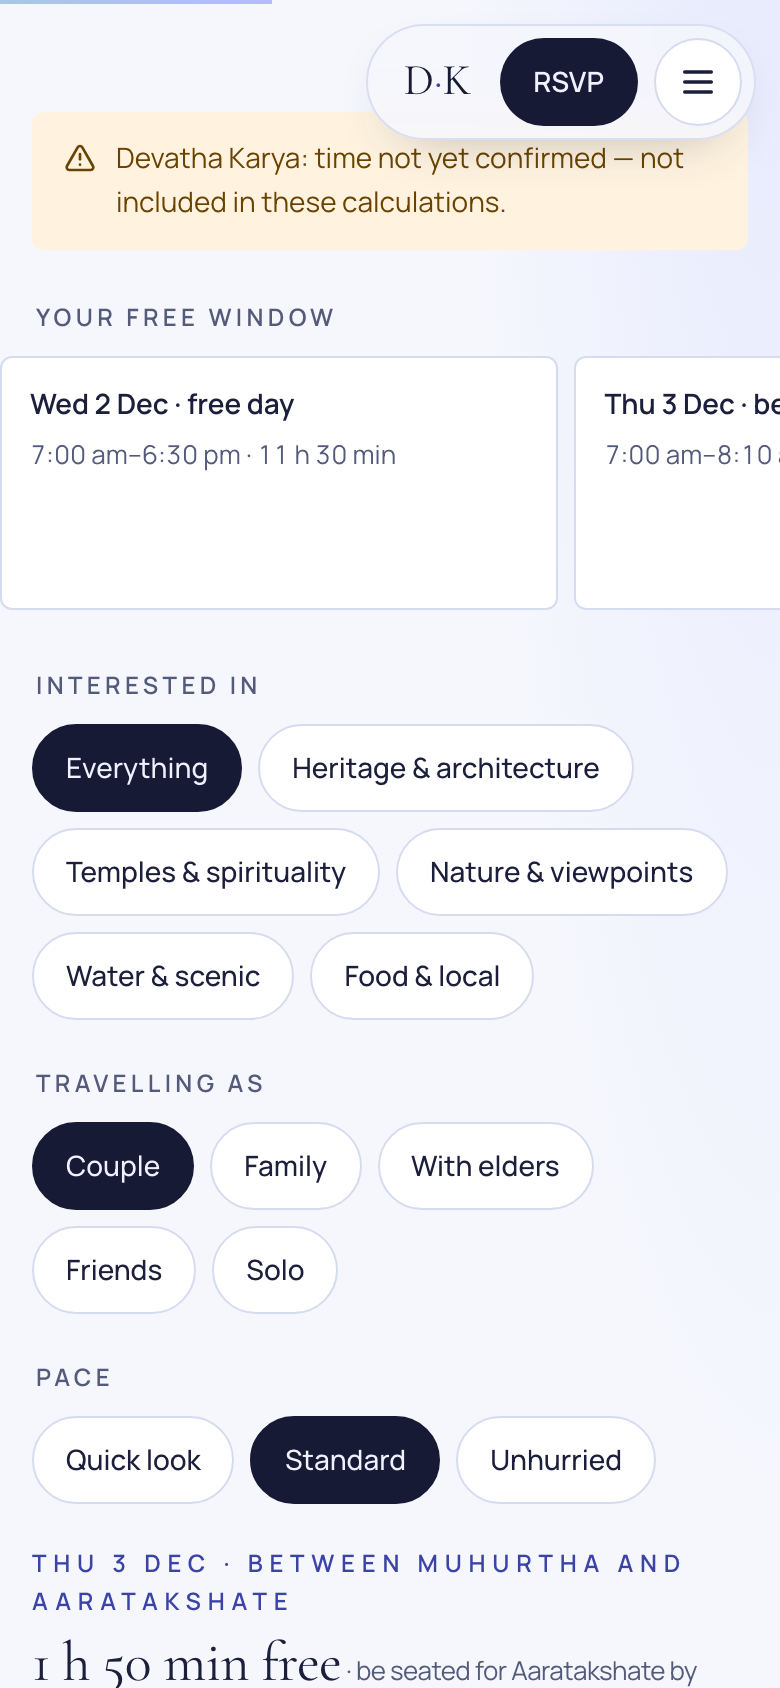 D·K
RSVP
Devatha Karya: time not yet confirmed — not
included in these calculations.
YOUR FREE WINDOW
Wed 2 Dec · free day
7:00 am–6:30 pm · 11 h 30 min
Thu 3 Dec · be
7:00 am–8:10 a
INTERESTED IN
Everything
Heritage & architecture
Temples & spirituality
Nature & viewpoints
Water & scenic
Food & local
TRAVELLING AS
Couple
Family
With elders
Friends
Solo
PACE
Quick look
Standard
Unhurried
THU 3 DEC · BETWEEN MUHURTHA AND
AARATAKSHATE
1 h 50 min free · be seated for Aaratakshate by